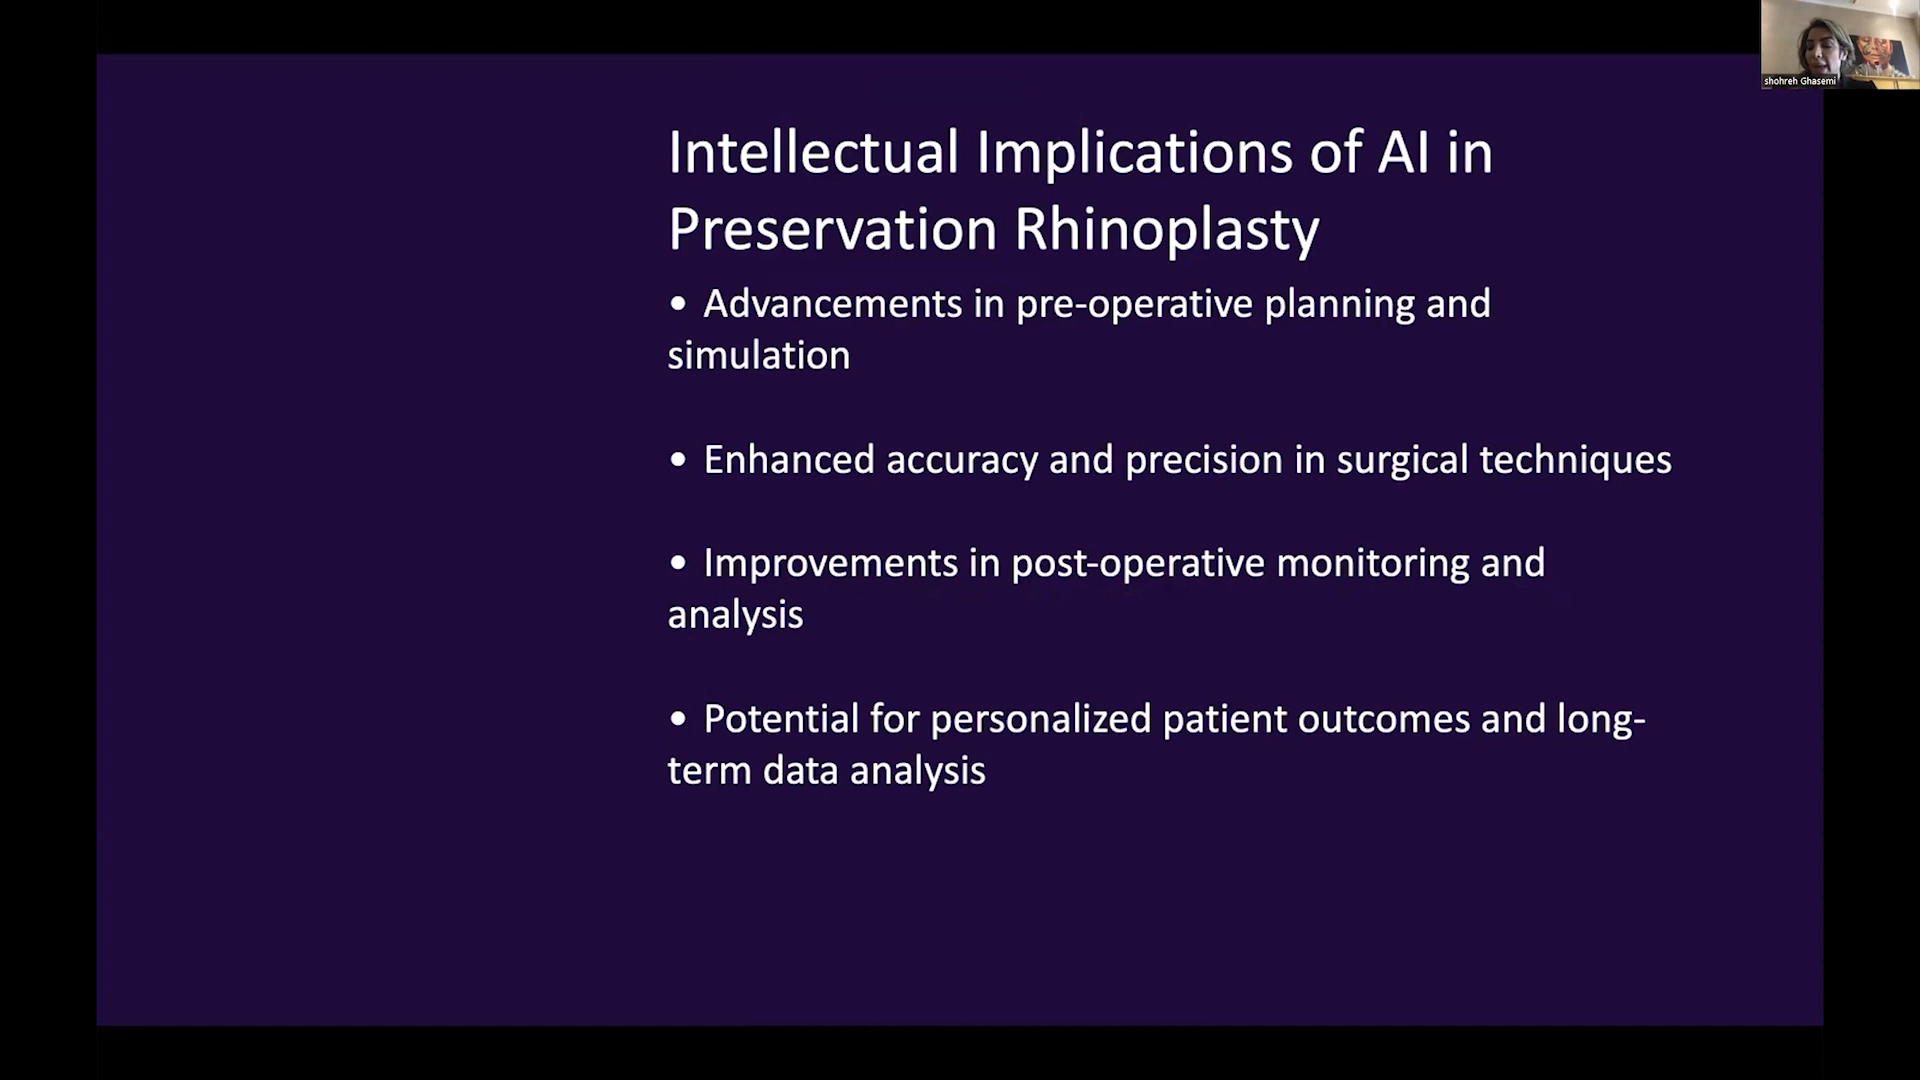 shohreh Ghasemi
Intellectual Implications of AI in
Preservation Rhinoplasty
• Advancements in pre-operative planning and
simulation
• Enhanced accuracy and precision in surgical techniques
• Improvements in post-operative monitoring and
analysis
• Potential for personalized patient outcomes and long-
term data analysis